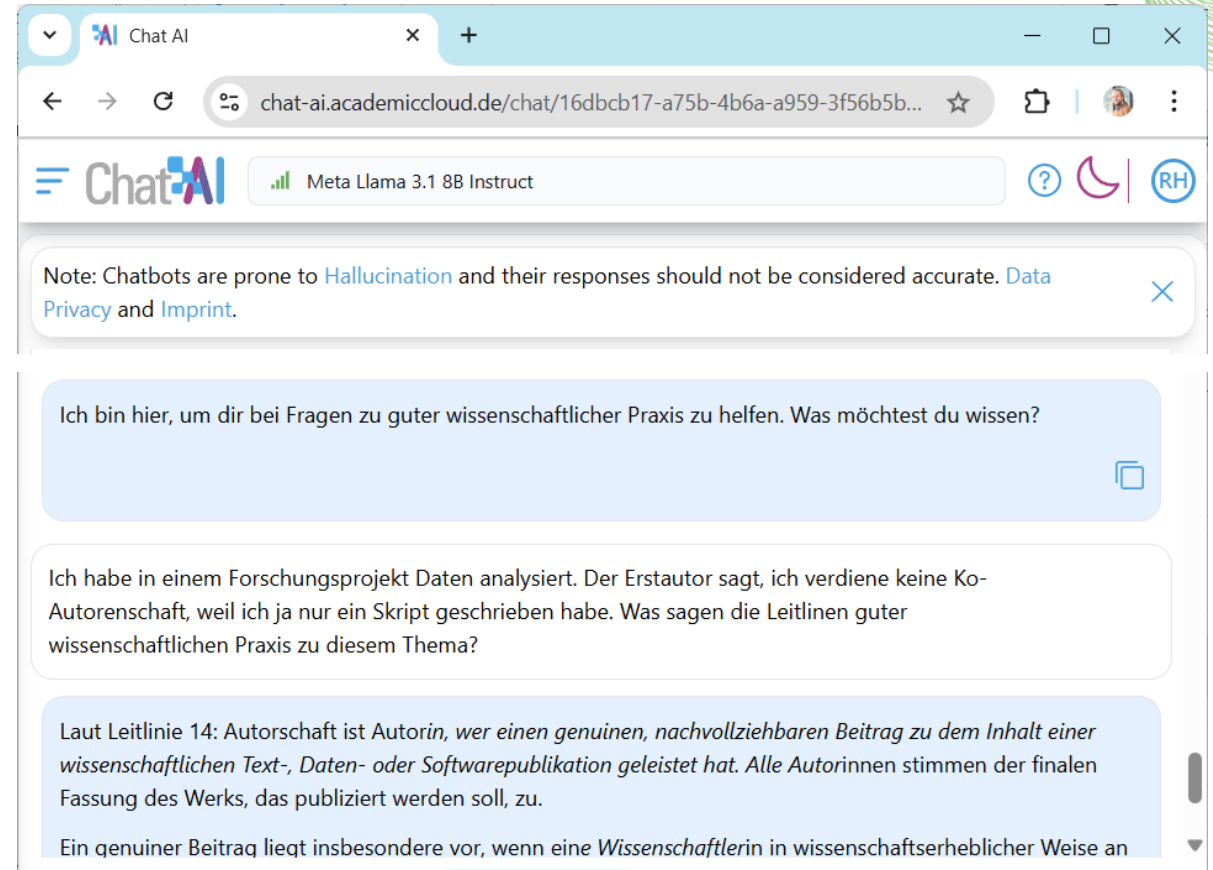 Chat AI
chat-ai.academiccloud.de/chat/16dbcb17-a75b-4b6a-a959-3f56b5b...
Chat AI
Meta Llama 3.1 8B Instruct
?
RH
Note: Chatbots are prone to Hallucination and their responses should not be considered accurate. Data
Privacy and Imprint.
Ich bin hier, um dir bei Fragen zu guter wissenschaftlicher Praxis zu helfen. Was möchtest du wissen?
Ich habe in einem Forschungsprojekt Daten analysiert. Der Erstautor sagt, ich verdiene keine Ko-
Autorenschaft, weil ich ja nur ein Skript geschrieben habe. Was sagen die Leitlinen guter
wissenschaftlichen Praxis zu diesem Thema?
Laut Leitlinie 14: Autorschaft ist Autorin, wer einen genuinen, nachvollziehbaren Beitrag zu dem Inhalt einer
wissenschaftlichen Text-, Daten- oder Softwarepublikation geleistet hat. Alle Autorinnen stimmen der finalen
Fassung des Werks, das publiziert werden soll, zu.
Ein genuiner Beitrag liegt insbesondere vor, wenn eine Wissenschaftlerin in wissenschaftserheblicher Weise an